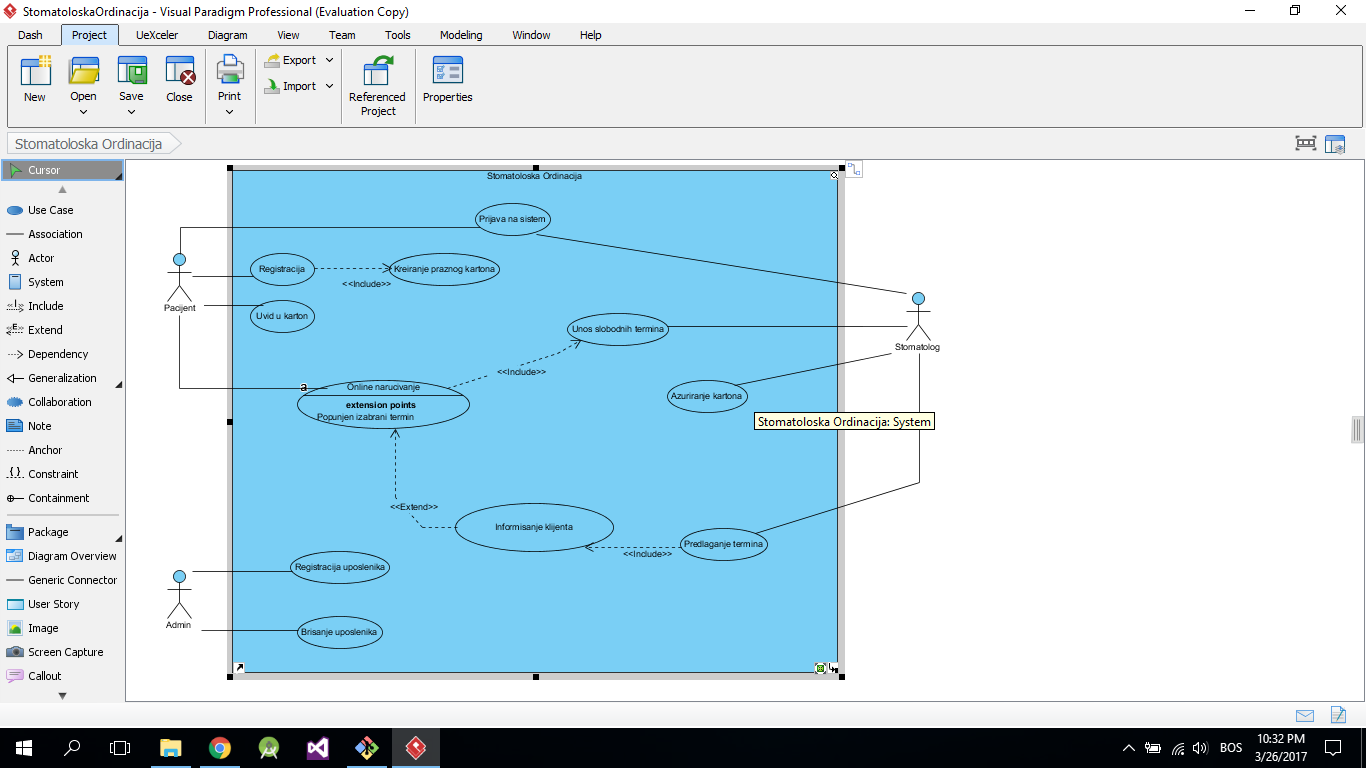 StomatoloskaOrdinacija - Visual Paradigm Professional (Evaluation Copy)
Dash Project UeXceler Diagram View Team Tools Modeling Window Help
New Open Save Close Print Export Import Referenced Project Properties
Stomatoloska Ordinacija
Cursor
Use Case
Association
Actor
System
Include
Extend
Dependency
Generalization
Collaboration
Note
Anchor
Constraint
Containment
Package
Diagram Overview
Generic Connector
User Story
Image
Screen Capture
Callout
Stomatoloska Ordinacija
Prijava na sistem
Registracija
<<Include>>
Kreiranje praznog kartona
Pacijent
Uvid u karton
Unos slobodnih termina
Stomatolog
<<Include>>
a
Online narucivanje
extension points
Popunjen izabrani termin
Azuriranje kartona
Stomatoloska Ordinacija: System
<<Extend>>
Informisanje klijenta
<<Include>>
Predlaganje termina
Registracija uposlenika
Admin
Brisanje uposlenika
BOS
10:32 PM
3/26/2017